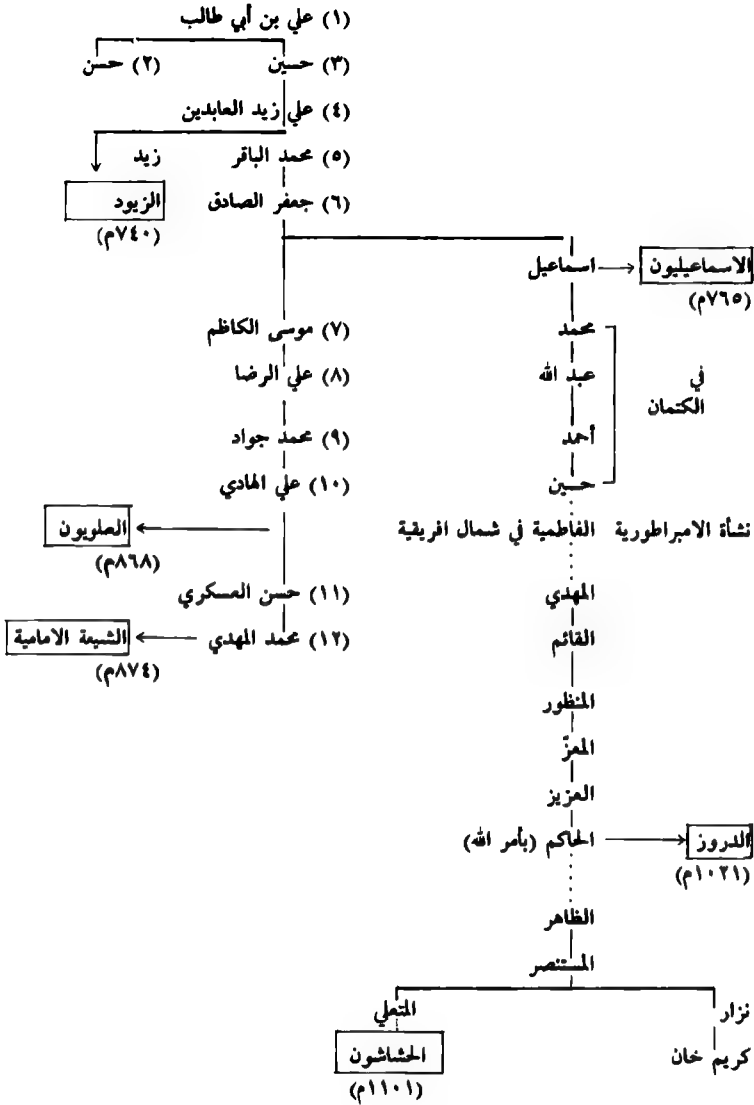 (١) علي بن أبي طالب
(٣) حسين (٢) حسن
(٤) علي زيد العابدين
(٥) محمد الباقر زيد
(٦) جعفر الصادق الزيود
(٧٤٠م)
الاسماعيليون اسماعيل
(٧٦٥م)
محمد (٧) موسى الكاظم
في عبد الله (٨) علي الرضا
الكتمان
أحمد (٩) محمد جواد
حسين (١٠) علي الهادي
نشأة الامبراطورية الفاطمية في شمال افريقية العلويون
(٨٦٨م)
المهدي (١١) حسن العسكري
القائم (١٢) محمد المهدي الشيعة الامامية
(٨٧٤م)
المنظور
المعزّ
العزيز
الدروز الحاكم (بأمر الله)
(١٠٢١م)
الظاهر
المستنصر
نزار المتعلي
كريم خان الحشاشون
(١١٠١م)